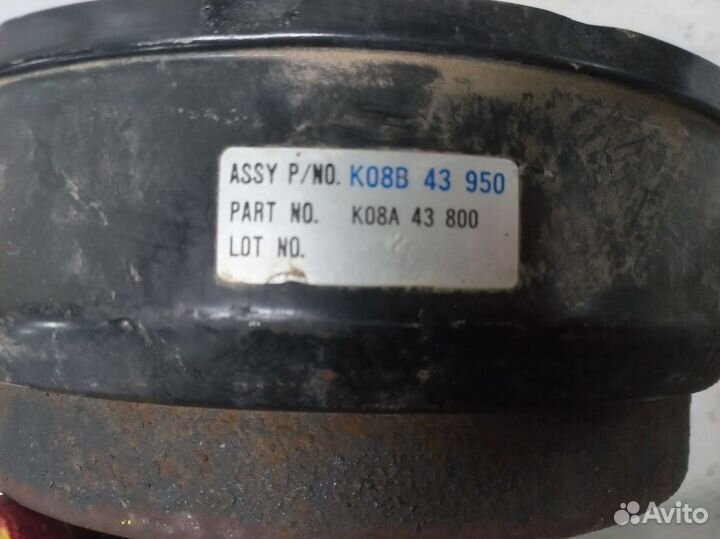 ASSY P/NO. K08B 43 950
PART NO. K08A 43 800
LOT NO.
Avito